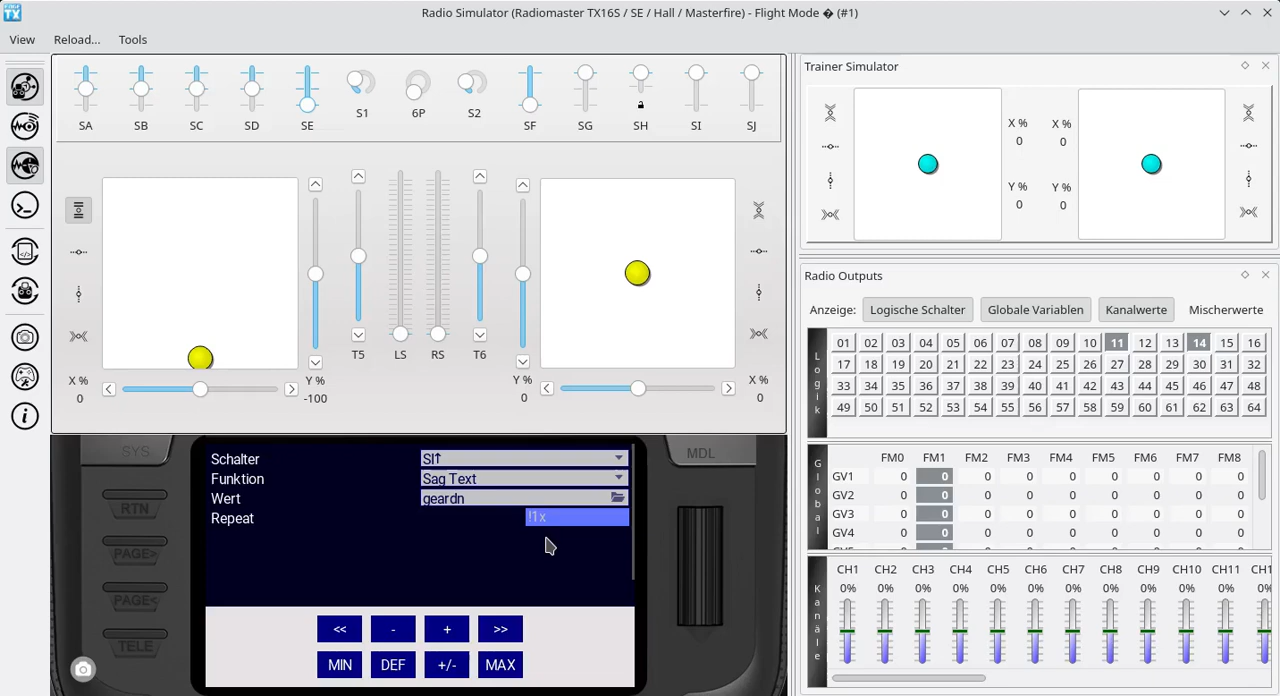 Radio Simulator (Radiomaster TX16S / SE / Hall / Masterfire) - Flight Mode � (#1)
View Reload... Tools
SA SB SC SD SE S1 6P S2 SF SG SH SI SJ
T5 LS RS T6
X % 0
Y % -100
Y % 0
X % 0
SYS
RTN
PAGE>
PAGE<
TELE
MDL
Schalter SI↑
Funktion Sag Text
Wert geardn
Repeat !1x
<< - + >>
MIN DEF +/- MAX
Trainer Simulator
X % X %
0 0
Y % Y %
0 0
Radio Outputs
Anzeige: Logische Schalter Globale Variablen Kanalwerte Mischerwerte
Logik
01 02 03 04 05 06 07 08 09 10 11 12 13 14 15 16
17 18 19 20 21 22 23 24 25 26 27 28 29 30 31 32
33 34 35 36 37 38 39 40 41 42 43 44 45 46 47 48
49 50 51 52 53 54 55 56 57 58 59 60 61 62 63 64
Global
FM0 FM1 FM2 FM3 FM4 FM5 FM6 FM7 FM8
GV1 0 0 0 0 0 0 0 0 0
GV2 0 0 0 0 0 0 0 0 0
GV3 0 0 0 0 0 0 0 0 0
GV4 0 0 0 0 0 0 0 0 0
Kanäle
CH1 CH2 CH3 CH4 CH5 CH6 CH7 CH8 CH9 CH10 CH11 CH1
0% 0% 0% 0% 0% 0% 0% 0% 0% 0% 0% 0%